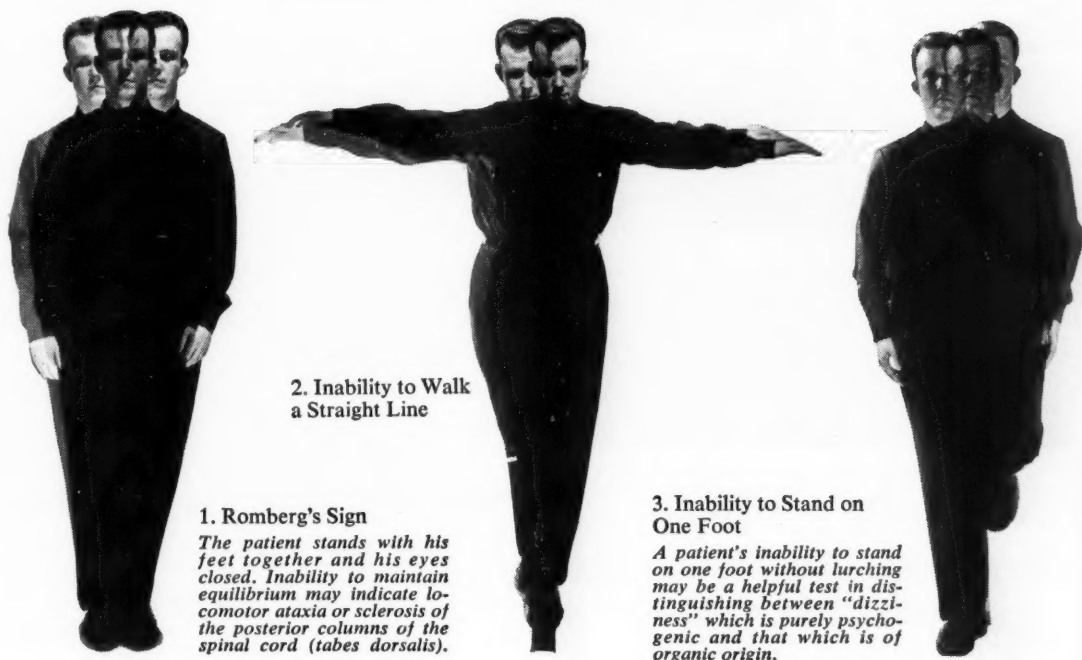 1. Romberg's Sign
The patient stands with his
feet together and his eyes
closed. Inability to maintain
equilibrium may indicate lo-
comotor ataxia or sclerosis of
the posterior columns of the
spinal cord (tabes dorsalis).
2. Inability to Walk
a Straight Line
3. Inability to Stand on
One Foot
A patient's inability to stand
on one foot without lurching
may be a helpful test in dis-
tinguishing between "dizzi-
ness" which is purely psycho-
genic and that which is of
organic origin.